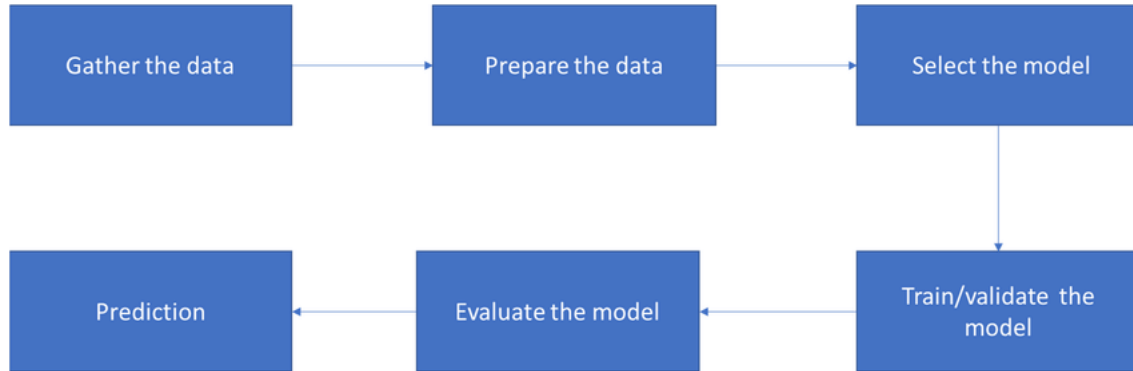 Gather the data
Prepare the data
Select the model
Train/validate the
model
Evaluate the model
Prediction